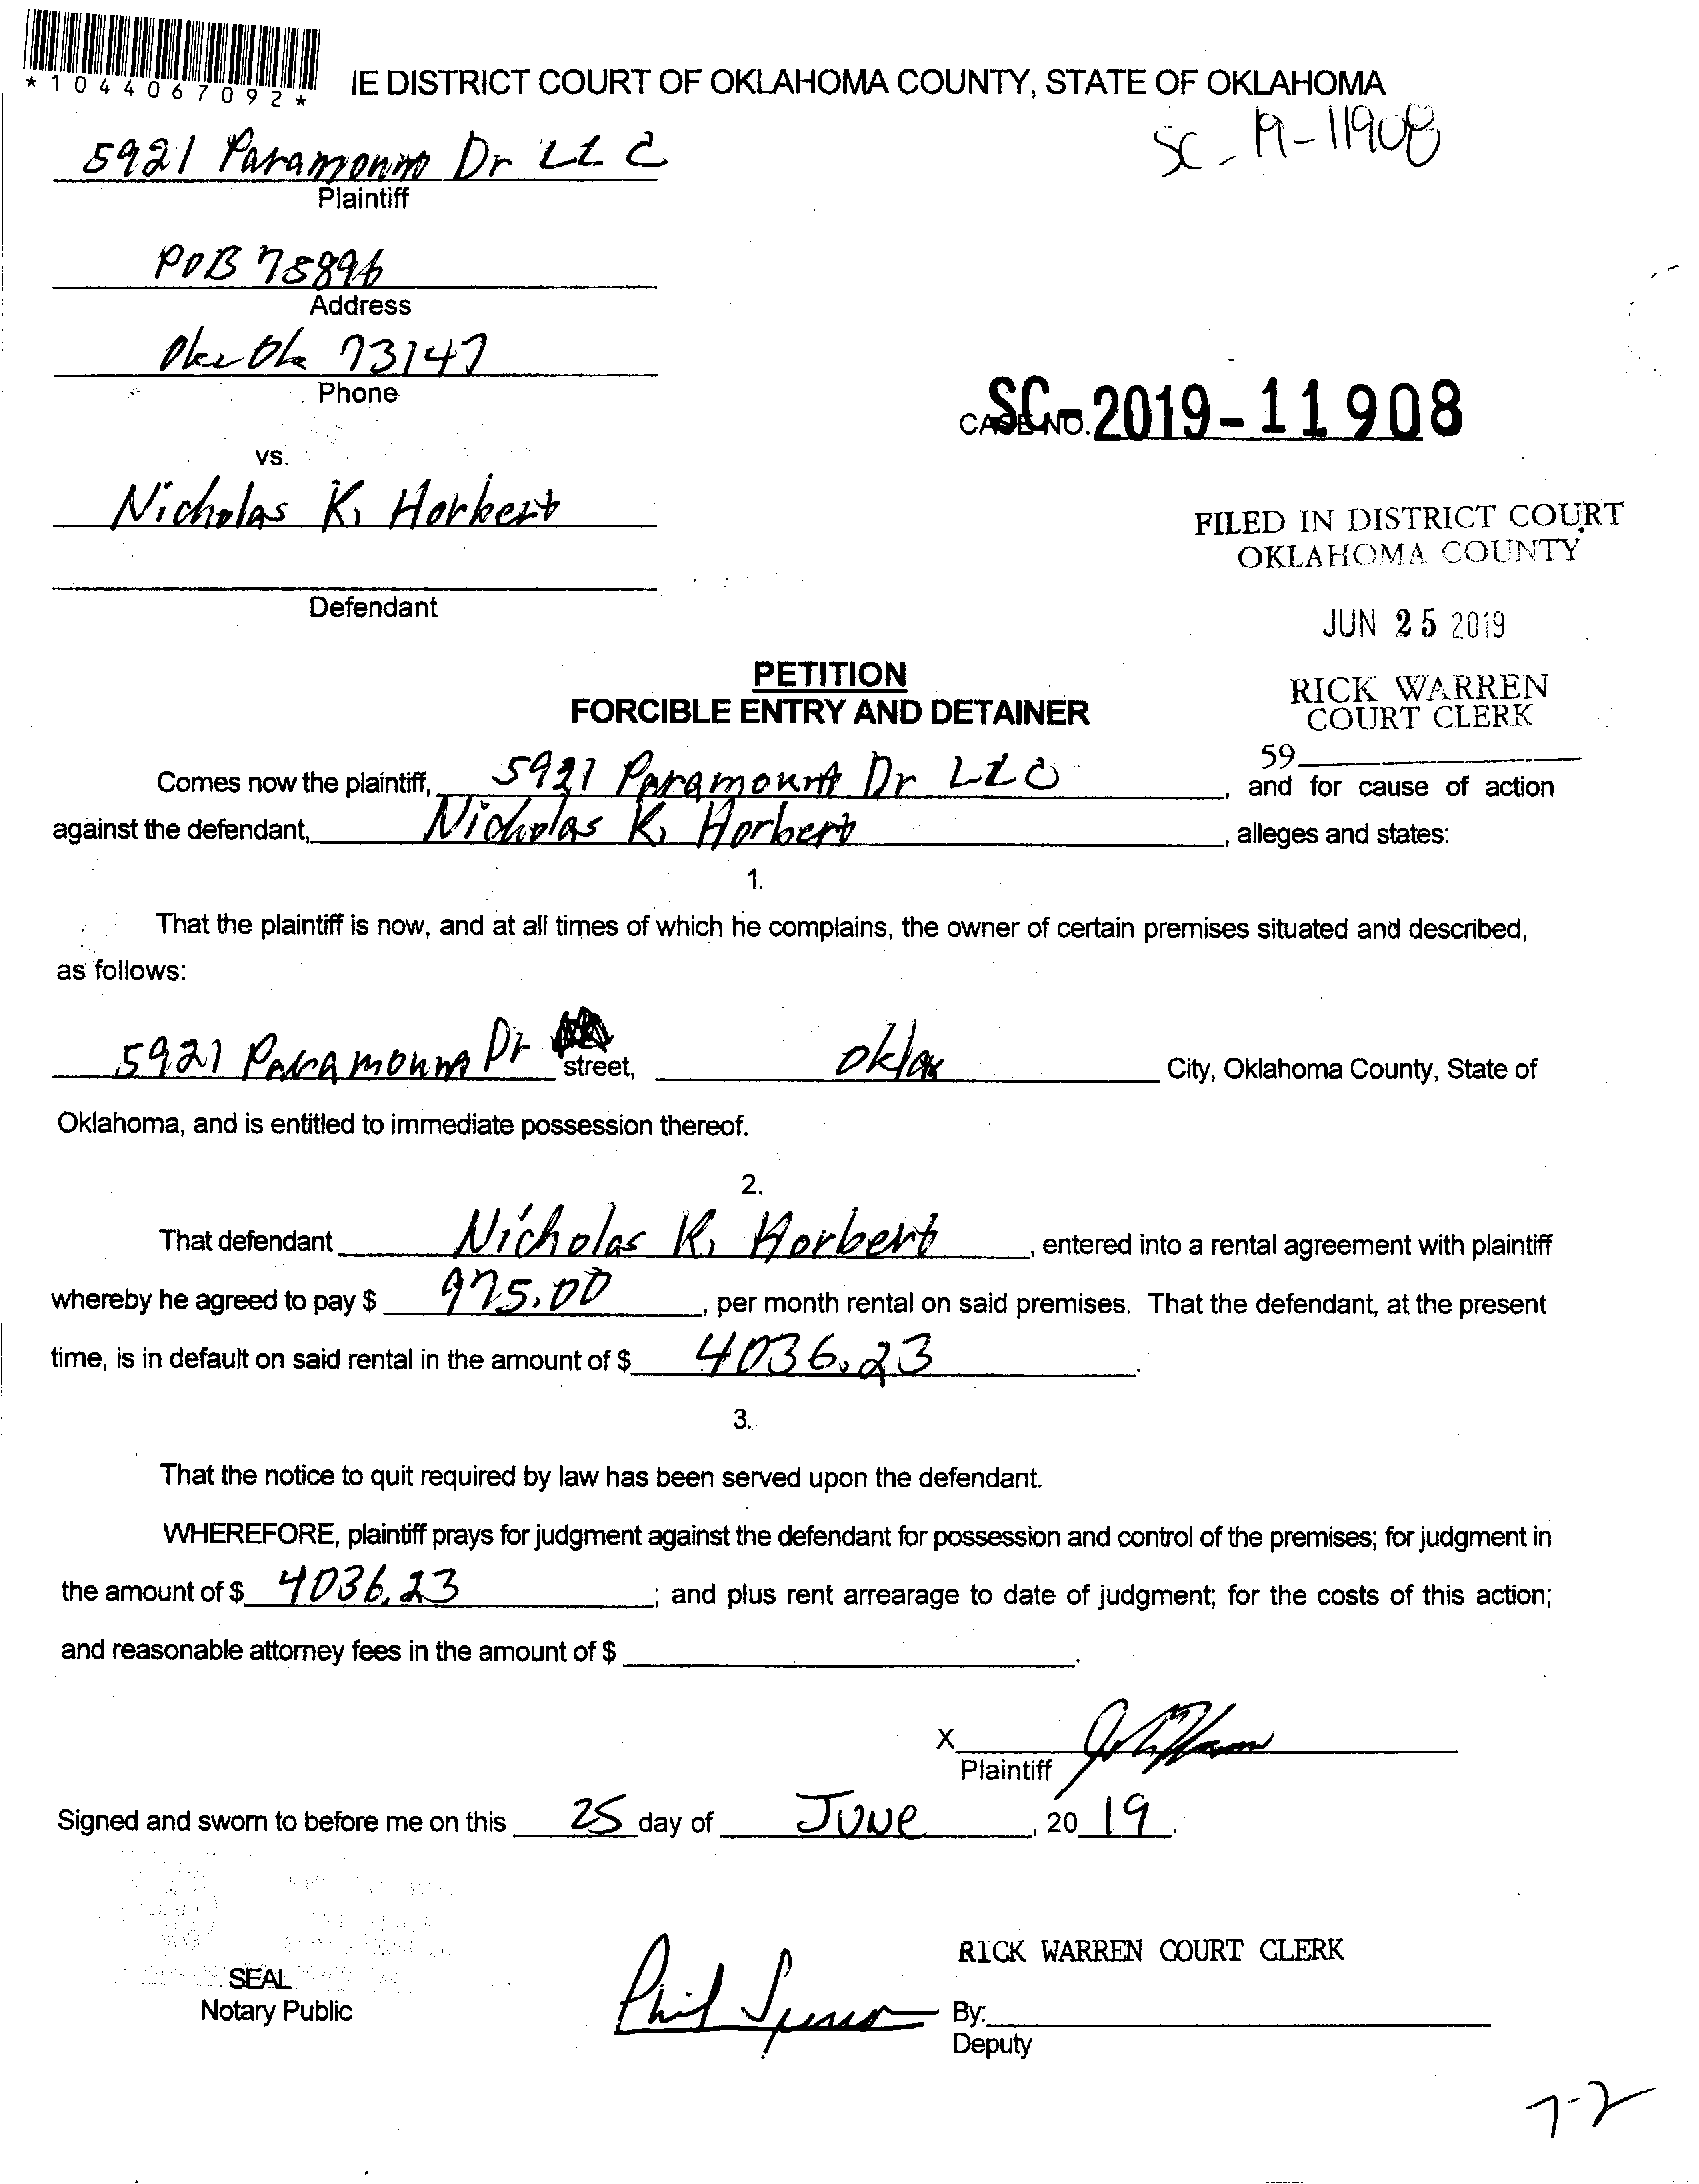 *1044067092*
IE DISTRICT COURT OF OKLAHOMA COUNTY, STATE OF OKLAHOMA
SC-19-11908
5921 Paramount Dr LLC
Plaintiff
POB 75896
Address
Okc Ok 73147
Phone
CASE NO. SC-2019-11908
vs.
Nicholas K. Horbert
FILED IN DISTRICT COURT
OKLAHOMA COUNTY
Defendant
JUN 25 2019
PETITION
FORCIBLE ENTRY AND DETAINER
RICK WARREN
COURT CLERK
59
Comes now the plaintiff, 5921 Paramount Dr LLC, and for cause of action
against the defendant, Nicholas K. Horbert, alleges and states:
1.
That the plaintiff is now, and at all times of which he complains, the owner of certain premises situated and described,
as follows:
5921 Paramount Dr street, Okla City, Oklahoma County, State of
Oklahoma, and is entitled to immediate possession thereof.
2.
That defendant Nicholas K. Horbert, entered into a rental agreement with plaintiff
whereby he agreed to pay $ 975.00, per month rental on said premises. That the defendant, at the present
time, is in default on said rental in the amount of $ 4036.23.
3.
That the notice to quit required by law has been served upon the defendant.
WHEREFORE, plaintiff prays for judgment against the defendant for possession and control of the premises; for judgment in
the amount of $ 4036.23; and plus rent arrearage to date of judgment; for the costs of this action;
and reasonable attorney fees in the amount of $
X
Plaintiff
Signed and sworn to before me on this 25 day of June, 2019.
RICK WARREN COURT CLERK
SEAL
Notary Public
Phil By:
Deputy
7-2